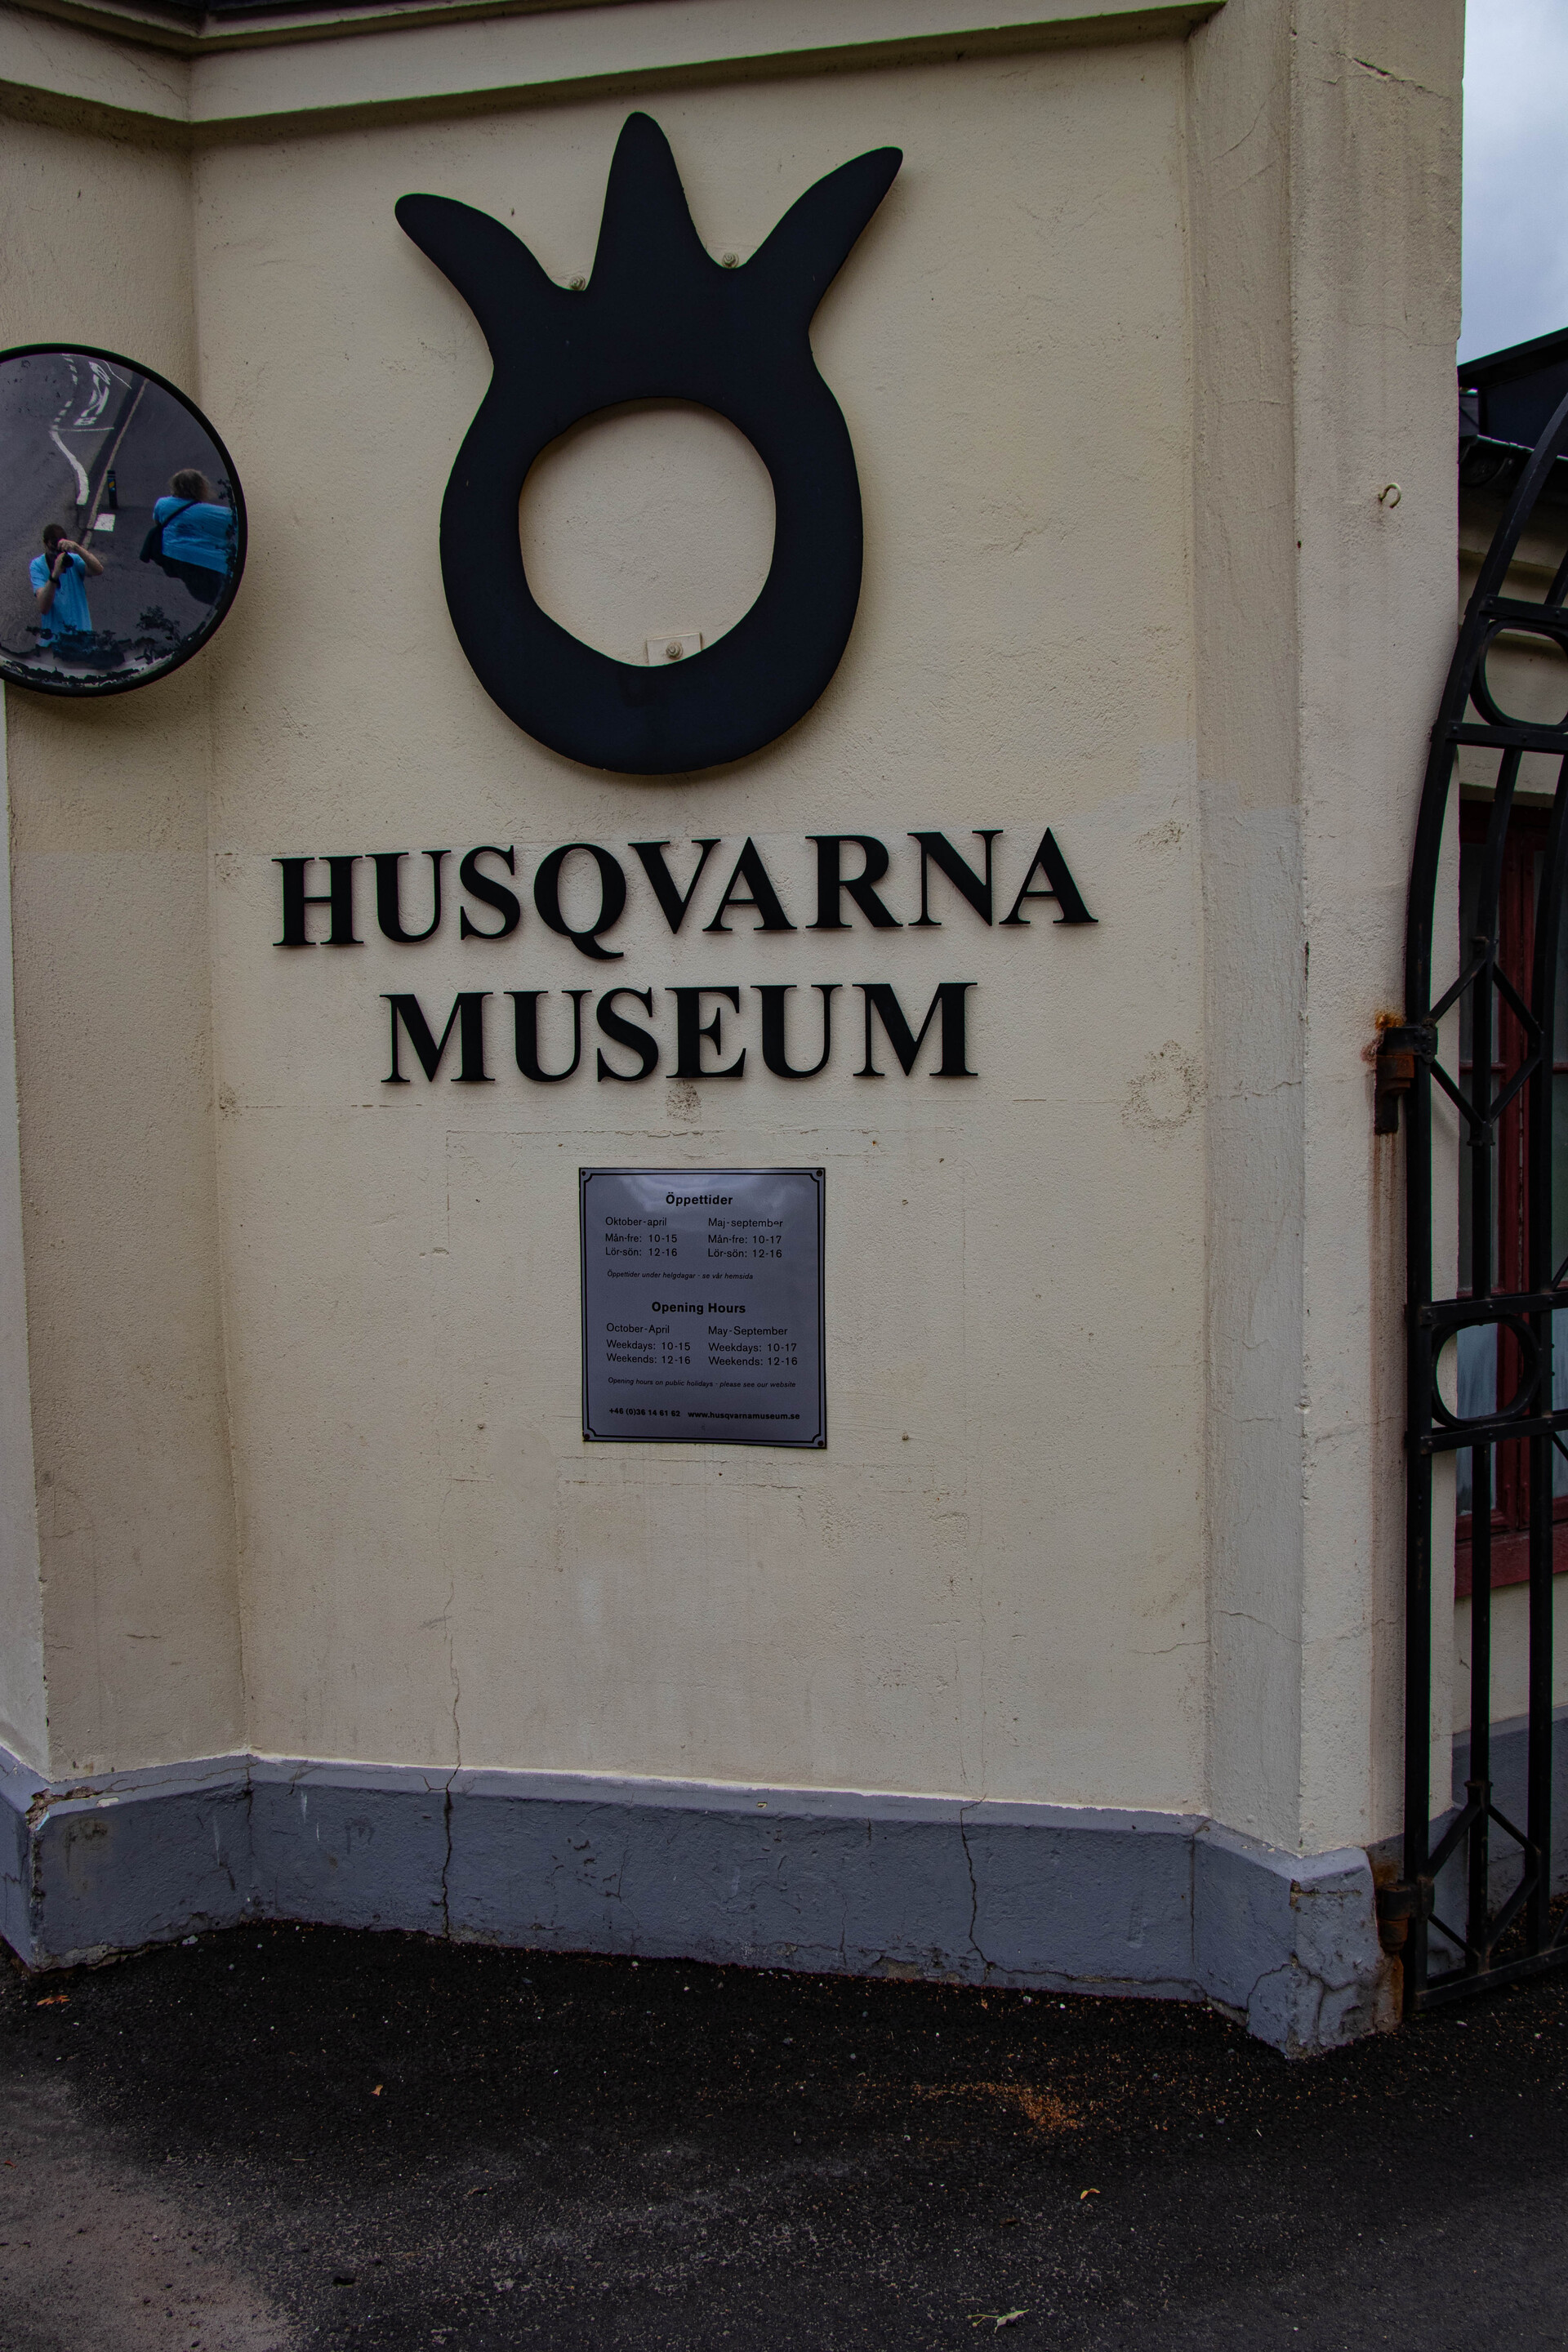 HUSQVARNA
MUSEUM
Öppettider
Oktober-april Maj-september
Mån-fre: 10-15 Mån-fre: 10-17
Lör-sön: 12-16 Lör-sön: 12-16
Öppettider under helgdagar - se vår hemsida
Opening Hours
October-April May-September
Weekdays: 10-15 Weekdays: 10-17
Weekends: 12-16 Weekends: 12-16
Opening hours on public holidays - please see our website
+46 (0)36 14 61 62 www.husqvarnamuseum.se